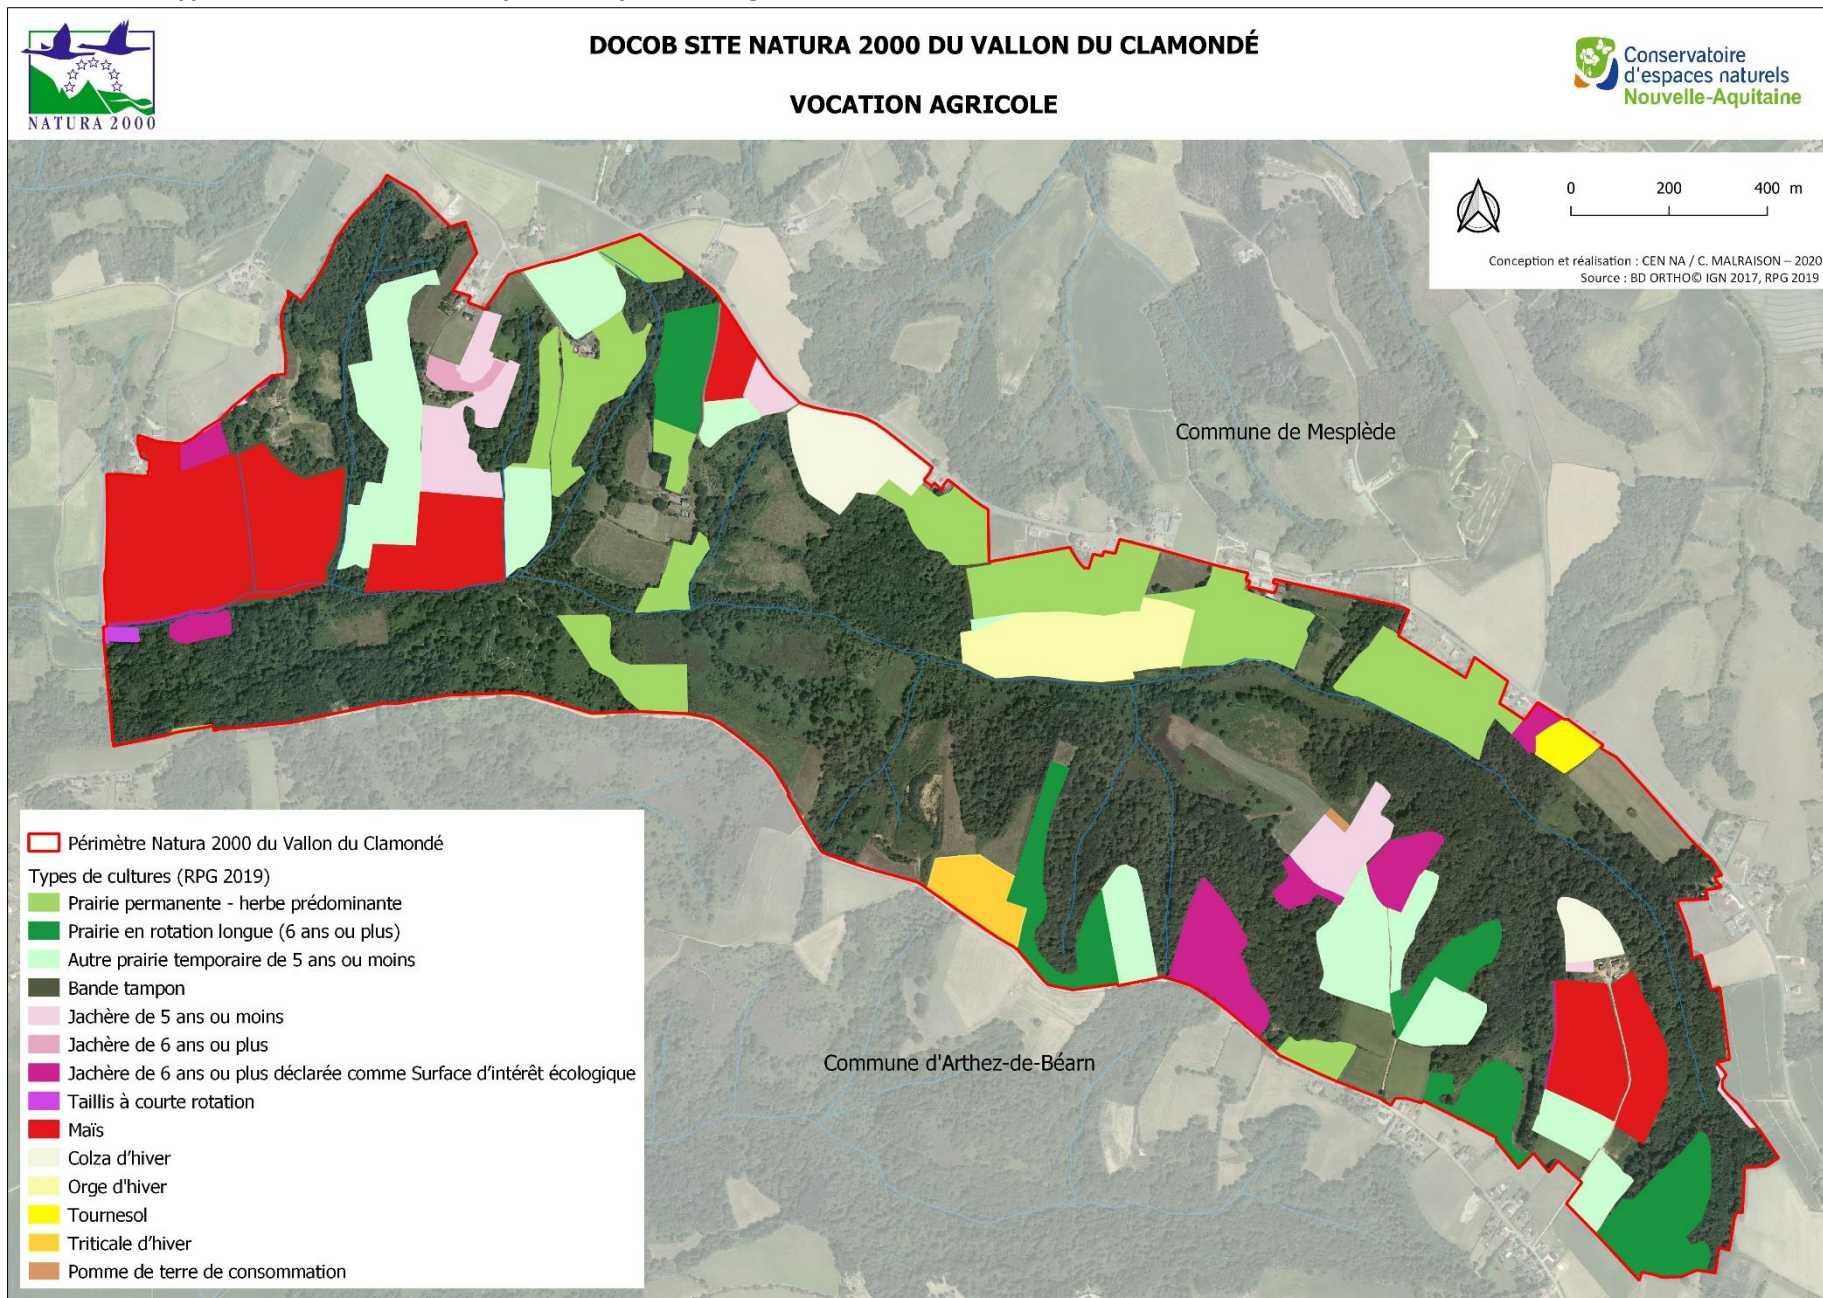 DOCOB SITE NATURA 2000 DU VALLON DU CLAMONDÉ
VOCATION AGRICOLE
NATURA 2000
Conservatoire
d'espaces naturels
Nouvelle-Aquitaine
0 200 400 m
Conception et réalisation : CEN NA / C. MALRAISON – 2020
Source : BD ORTHO© IGN 2017, RPG 2019
Commune de Mesplède
Commune d'Arthez-de-Béarn
Périmètre Natura 2000 du Vallon du Clamondé
Types de cultures (RPG 2019)
Prairie permanente - herbe prédominante
Prairie en rotation longue (6 ans ou plus)
Autre prairie temporaire de 5 ans ou moins
Bande tampon
Jachère de 5 ans ou moins
Jachère de 6 ans ou plus
Jachère de 6 ans ou plus déclarée comme Surface d'intérêt écologique
Taillis à courte rotation
Maïs
Colza d'hiver
Orge d'hiver
Tournesol
Triticale d'hiver
Pomme de terre de consommation